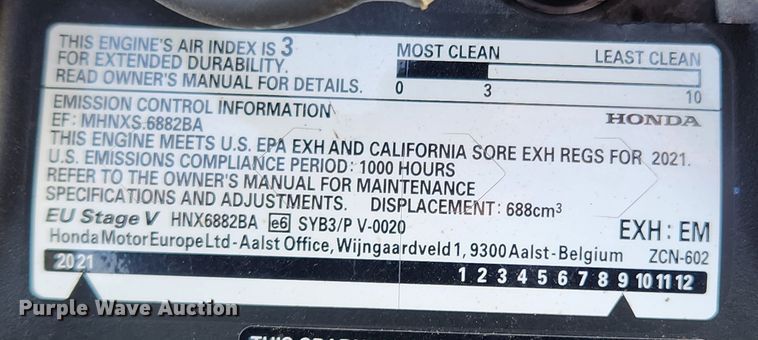 THIS ENGINE'S AIR INDEX IS 3
FOR EXTENDED DURABILITY.
READ OWNER'S MANUAL FOR DETAILS.
MOST CLEAN LEAST CLEAN
0 3 10
EMISSION CONTROL INFORMATION
HONDA
EF: MHNXS.6882BA
THIS ENGINE MEETS U.S. EPA EXH AND CALIFORNIA SORE EXH REGS FOR 2021.
U.S. EMISSIONS COMPLIANCE PERIOD: 1000 HOURS
REFER TO THE OWNER'S MANUAL FOR MAINTENANCE
SPECIFICATIONS AND ADJUSTMENTS. DISPLACEMENT: 688cm³
EU Stage V HNX6882BA e6 SYB3/P V-0020 EXH: EM
Honda Motor Europe Ltd - Aalst Office, Wijngaardveld 1, 9300 Aalst - Belgium ZCN-602
2021 1 2 3 4 5 6 7 8 9 10 11 12
Purple Wave Auction